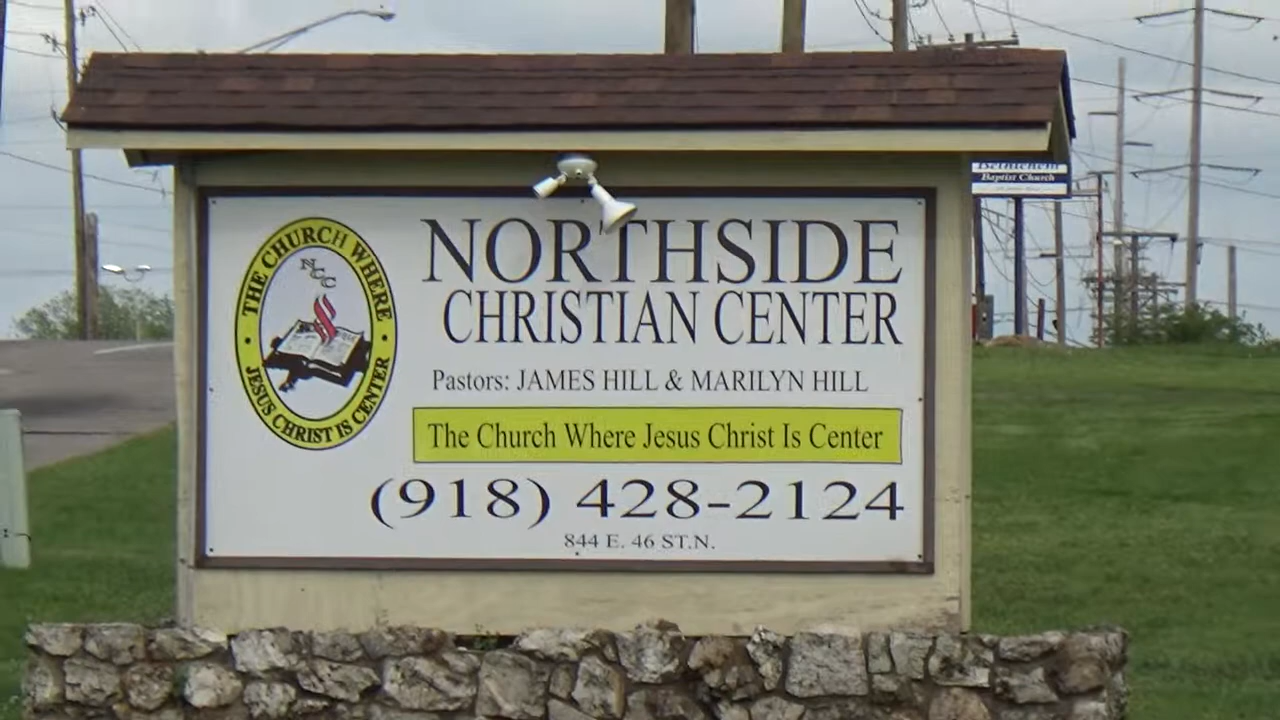 THE CHURCH WHERE
NCC
JESUS CHRIST IS CENTER
NORTHSIDE
CHRISTIAN CENTER
Pastors: JAMES HILL & MARILYN HILL
The Church Where Jesus Christ Is Center
(918) 428-2124
844 E. 46 ST.N.
Bethlehem
Baptist Church